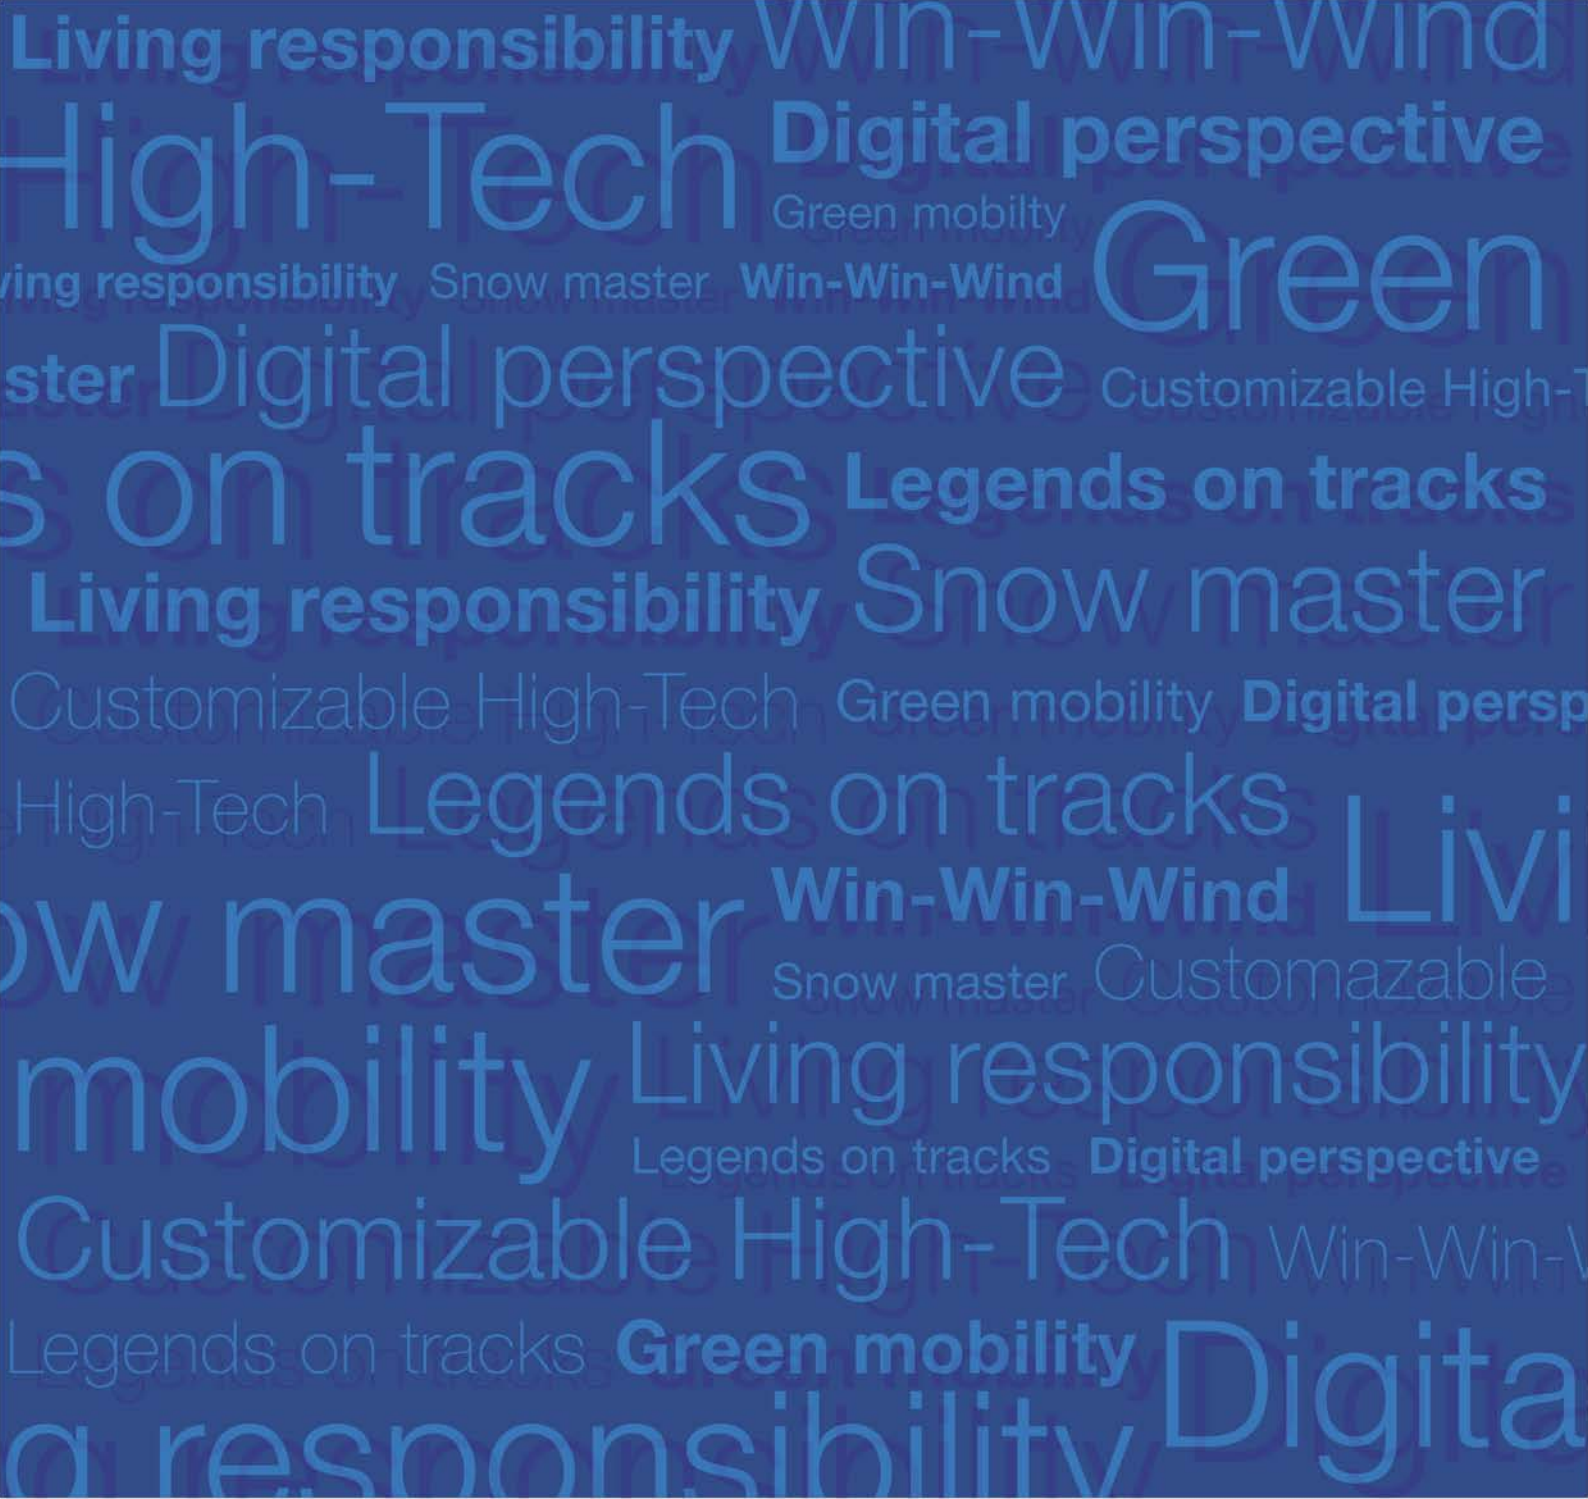 Living responsibility Win-Win-Wind
High-Tech Digital perspective
Green mobilty
Green
ving responsibility Snow master Win-Win-Wind
ster Digital perspective Customizable High-T
s on tracks Legends on tracks
Living responsibility Snow master
Customizable High-Tech Green mobility Digital persp
High-Tech Legends on tracks
Livi
ow master Win-Win-Wind
Snow master Customazable
mobility Living responsibility
Legends on tracks Digital perspective
Customizable High-Tech Win-Win-W
Legends on tracks Green mobility
Digita
g responsibility